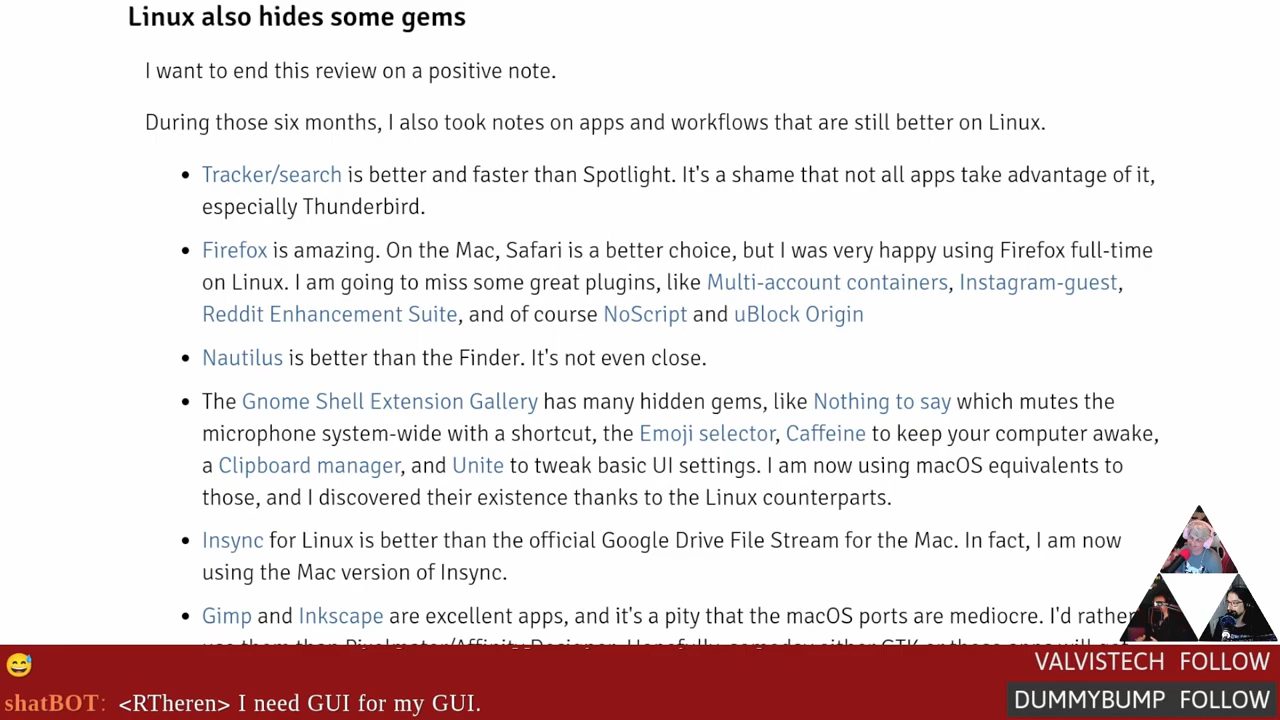 Linux also hides some gems
I want to end this review on a positive note.
During those six months, I also took notes on apps and workflows that are still better on Linux.
• Tracker/search is better and faster than Spotlight. It's a shame that not all apps take advantage of it,
especially Thunderbird.
• Firefox is amazing. On the Mac, Safari is a better choice, but I was very happy using Firefox full-time
on Linux. I am going to miss some great plugins, like Multi-account containers, Instagram-guest,
Reddit Enhancement Suite, and of course NoScript and uBlock Origin
• Nautilus is better than the Finder. It's not even close.
• The Gnome Shell Extension Gallery has many hidden gems, like Nothing to say which mutes the
microphone system-wide with a shortcut, the Emoji selector, Caffeine to keep your computer awake,
a Clipboard manager, and Unite to tweak basic UI settings. I am now using macOS equivalents to
those, and I discovered their existence thanks to the Linux counterparts.
• Insync for Linux is better than the official Google Drive File Stream for the Mac. In fact, I am now
using the Mac version of Insync.
• Gimp and Inkscape are excellent apps, and it's a pity that the macOS ports are mediocre. I'd rather
VALVISTECH FOLLOW
😅
shatBOT: <RTheren> I need GUI for my GUI.
DUMMYBUMP FOLLOW